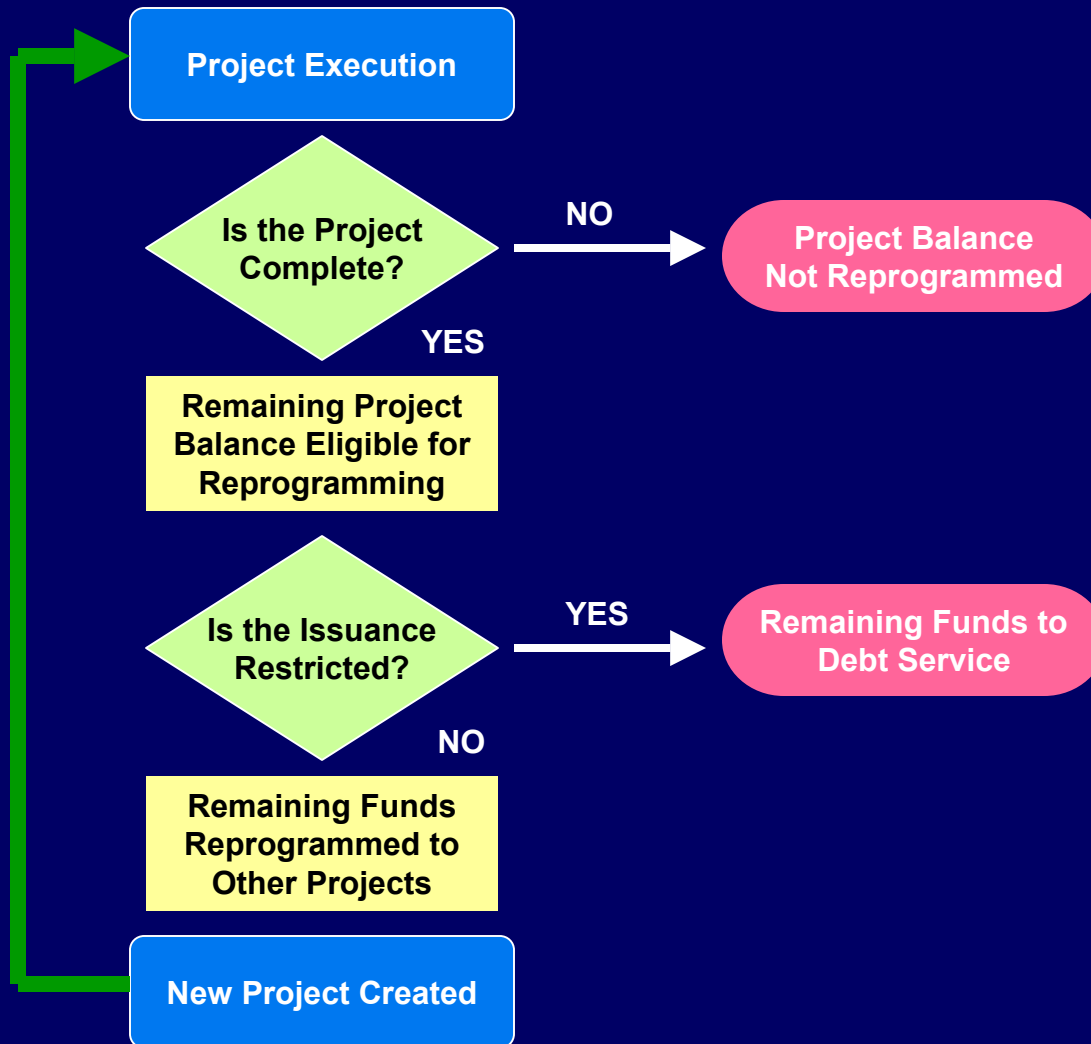 Project Execution
Is the Project
Complete?
NO
Project Balance
Not Reprogrammed
YES
Remaining Project
Balance Eligible for
Reprogramming
Is the Issuance
Restricted?
YES
Remaining Funds to
Debt Service
NO
Remaining Funds
Reprogrammed to
Other Projects
New Project Created